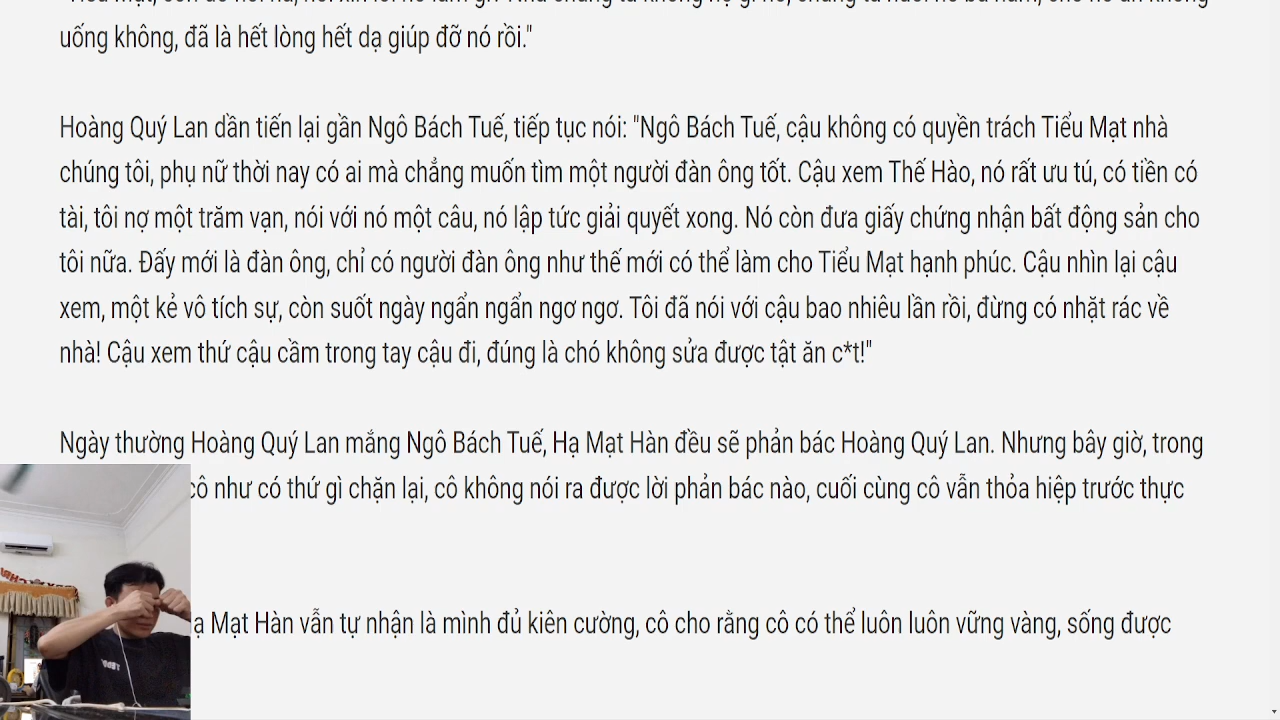 uống không, đã là hết lòng hết dạ giúp đỡ nó rồi."
Hoàng Quý Lan dần tiến lại gần Ngô Bách Tuế, tiếp tục nói: "Ngô Bách Tuế, cậu không có quyền trách Tiểu Mạt nhà
chúng tôi, phụ nữ thời nay có ai mà chẳng muốn tìm một người đàn ông tốt. Cậu xem Thế Hào, nó rất ưu tú, có tiền có
tài, tôi nợ một trăm vạn, nói với nó một câu, nó lập tức giải quyết xong. Nó còn đưa giấy chứng nhận bất động sản cho
tôi nữa. Đấy mới là đàn ông, chỉ có người đàn ông như thế mới có thể làm cho Tiểu Mạt hạnh phúc. Cậu nhìn lại cậu
xem, một kẻ vô tích sự, còn suốt ngày ngẩn ngẩn ngơ ngơ. Tôi đã nói với cậu bao nhiêu lần rồi, đừng có nhặt rác về
nhà! Cậu xem thứ cậu cầm trong tay cậu đi, đúng là chó không sửa được tật ăn c*t!"
Ngày thường Hoàng Quý Lan mắng Ngô Bách Tuế, Hạ Mạt Hàn đều sẽ phản bác Hoàng Quý Lan. Nhưng bây giờ, trong
cô như có thứ gì chặn lại, cô không nói ra được lời phản bác nào, cuối cùng cô vẫn thỏa hiệp trước thực
Mạt Hàn vẫn tự nhận là mình đủ kiên cường, cô cho rằng cô có thể luôn luôn vững vàng, sống được